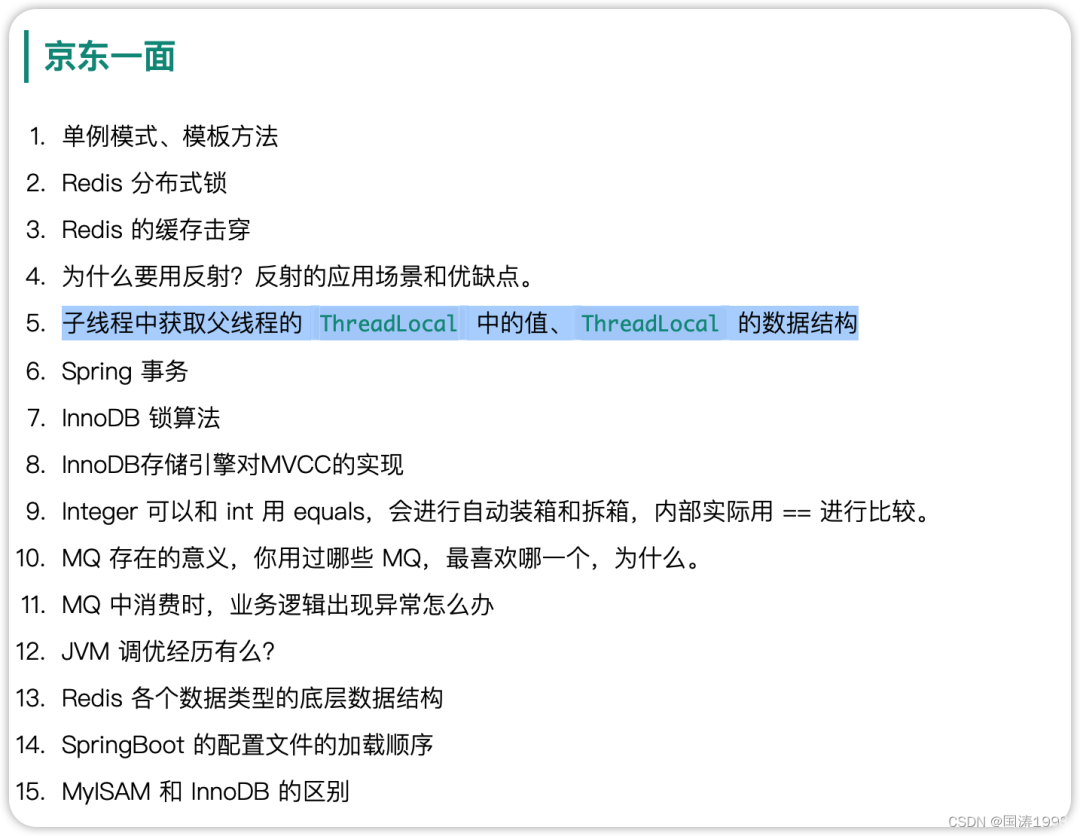 京东一面
1. 单例模式、模板方法
2. Redis 分布式锁
3. Redis 的缓存击穿
4. 为什么要用反射？反射的应用场景和优缺点。
5. 子线程中获取父线程的 ThreadLocal 中的值、 ThreadLocal 的数据结构
6. Spring 事务
7. InnoDB 锁算法
8. InnoDB存储引擎对MVCC的实现
9. Integer 可以和 int 用 equals，会进行自动装箱和拆箱，内部实际用 == 进行比较。
10. MQ 存在的意义，你用过哪些 MQ，最喜欢哪一个，为什么。
11. MQ 中消费时，业务逻辑出现异常怎么办
12. JVM 调优经历有么？
13. Redis 各个数据类型的底层数据结构
14. SpringBoot 的配置文件的加载顺序
15. MyISAM 和 InnoDB 的区别
CSDN @国涛199